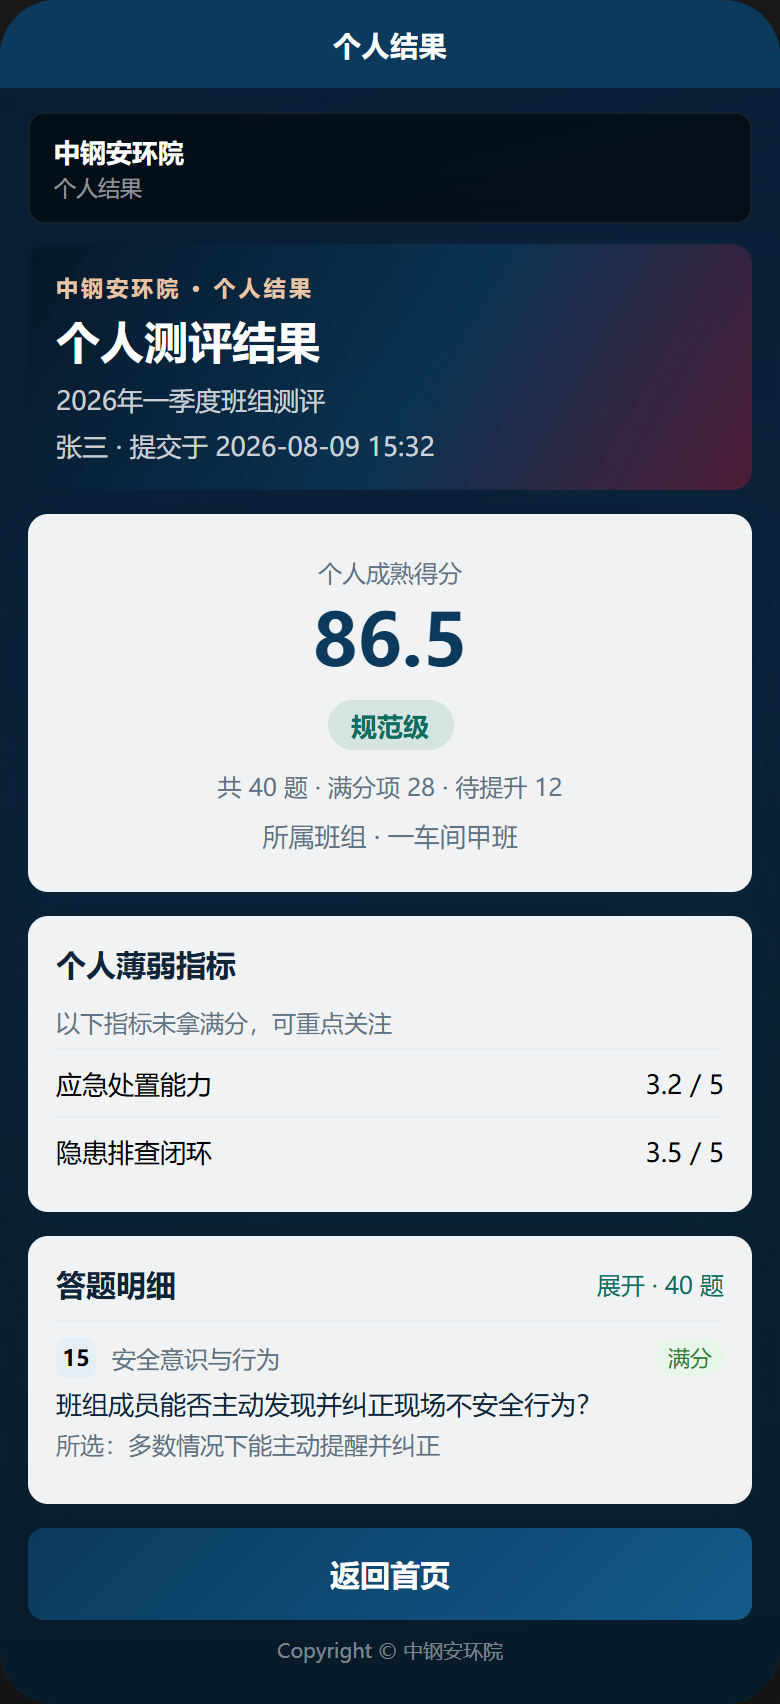 个人结果
中钢安环院
个人结果
中钢安环院 · 个人结果
个人测评结果
2026年一季度班组测评
张三 · 提交于 2026-08-09 15:32
个人成熟得分
86.5
规范级
共 40 题 · 满分项 28 · 待提升 12
所属班组 · 一车间甲班
个人薄弱指标
以下指标未拿满分，可重点关注
应急处置能力 3.2 / 5
隐患排查闭环 3.5 / 5
答题明细 展开 · 40 题
15 安全意识与行为 满分
班组成员能否主动发现并纠正现场不安全行为？
所选：多数情况下能主动提醒并纠正
返回首页
Copyright © 中钢安环院